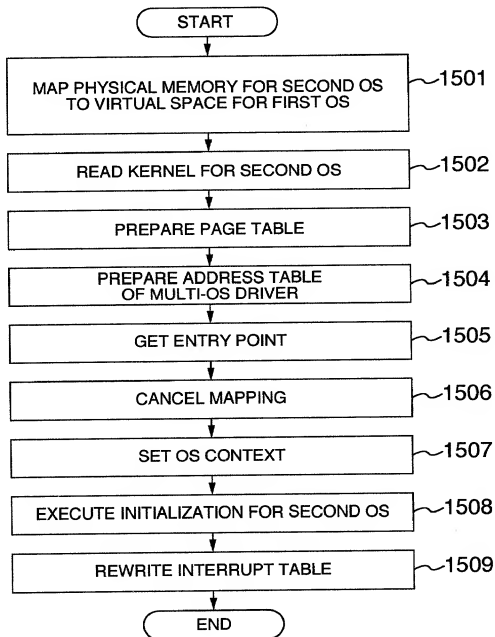 START
MAP PHYSICAL MEMORY FOR SECOND OS
TO VIRTUAL SPACE FOR FIRST OS
1501
READ KERNEL FOR SECOND OS
1502
PREPARE PAGE TABLE
1503
PREPARE ADDRESS TABLE
OF MULTI-OS DRIVER
1504
GET ENTRY POINT
1505
CANCEL MAPPING
1506
SET OS CONTEXT
1507
EXECUTE INITIALIZATION FOR SECOND OS
1508
REWRITE INTERRUPT TABLE
1509
END